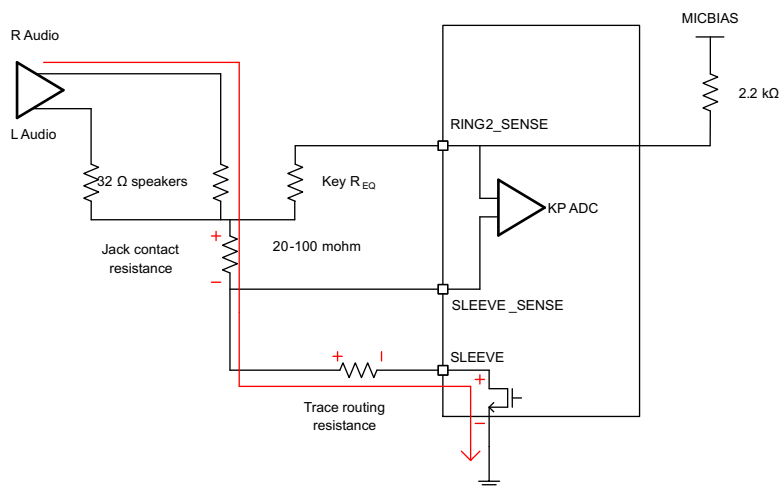 MICBIAS
R Audio
2.2 kΩ
RING2_SENSE
L Audio
32 Ω speakers
Key R EQ
KP ADC
+
Jack contact
resistance
20-100 mohm
−
SLEEVE _SENSE
+
−
SLEEVE
+
Trace routing
resistance
−